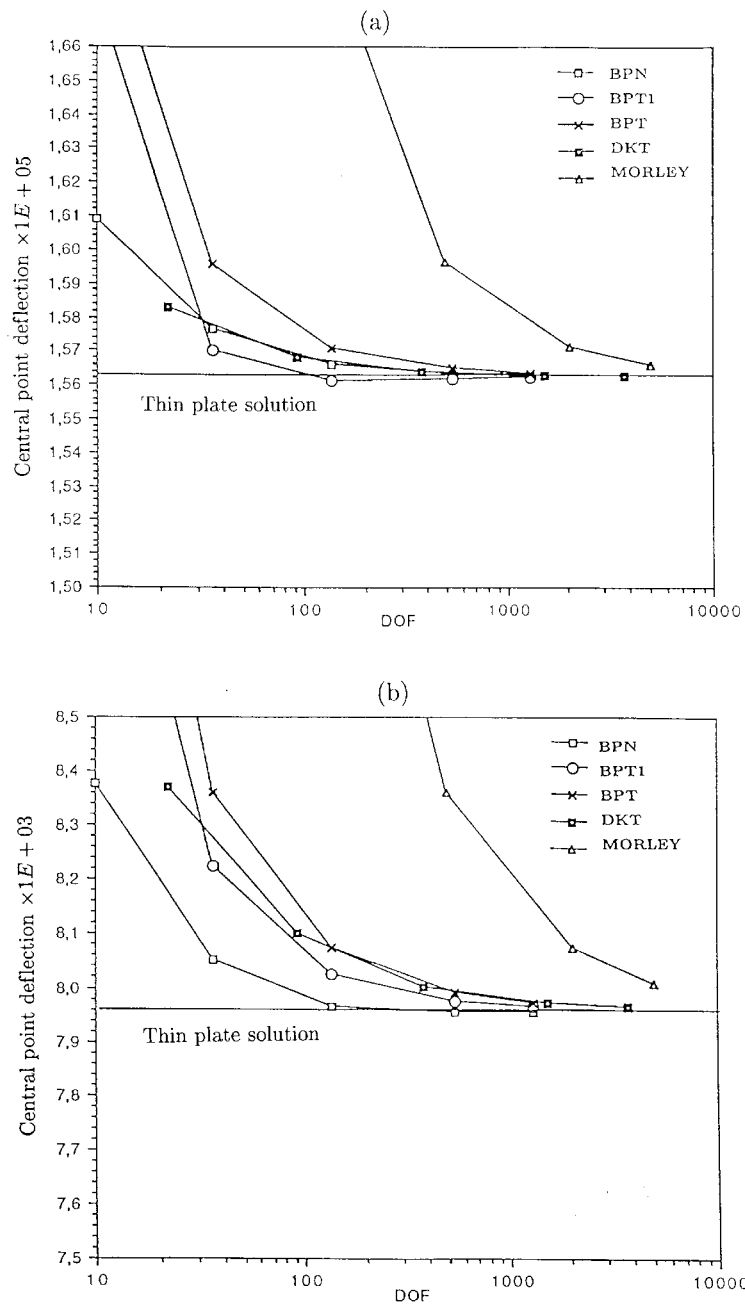 (a)
Central point deflection ×1E + 05
1,66
1,65
1,64
1,63
1,62
1,61
1,60
1,59
1,58
1,57
1,56
1,55
1,54
1,53
1,52
1,51
1,50
BPN
BPT1
BPT
DKT
MORLEY
Thin plate solution
10
100
1000
10000
DOF
(b)
Central point deflection ×1E + 03
8,5
8,4
8,3
8,2
8,1
8,0
7,9
7,8
7,7
7,6
7,5
BPN
BPT1
BPT
DKT
MORLEY
Thin plate solution
10
100
1000
10000
DOF